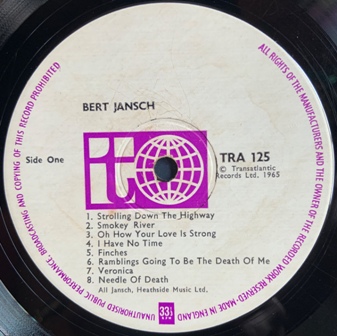 BERT JANSCH
Side One
TRA 125
© Transatlantic
Records Ltd. 1965
1. Strolling Down The Highway
2. Smokey River
3. Oh How Your Love Is Strong
4. I Have No Time
5. Finches
6. Ramblings Going To Be The Death Of Me
7. Veronica
8. Needle Of Death
All Jansch, Heathside Music Ltd.
33⅓
ALL RIGHTS OF THE MANUFACTURERS AND THE OWNER OF THE RECORDED WORK RESERVED·MADE IN ENGLAND
UNAUTHORISED PUBLIC PERFORMANCE, BROADCASTING AND COPYING OF THIS RECORD PROHIBITED